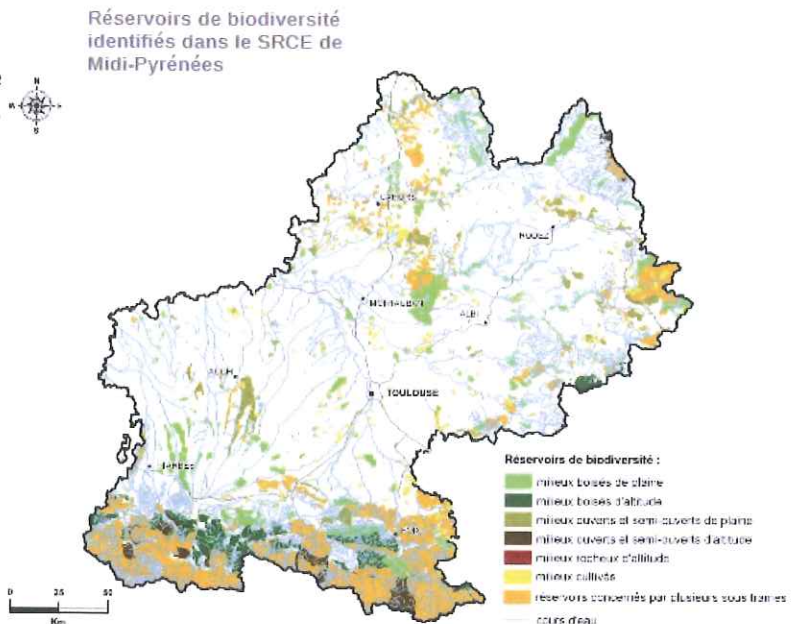 Réservoirs de biodiversité
identifiés dans le SRCE de
Midi-Pyrénées
N
W
S
CAHORS
RODEZ
MONTAUBAN
ALBI
AUCH
TOULOUSE
TARBES
FOIX
Réservoirs de biodiversité :
milieux boisés de plaine
milieux boisés d'altitude
milieux ouverts et semi-ouverts de plaine
milieux ouverts et semi-ouverts d'altitude
milieux rocheux d'altitude
milieux cultivés
réservoirs concernés par plusieurs sous trames
cours d'eau
0 25 50
Km